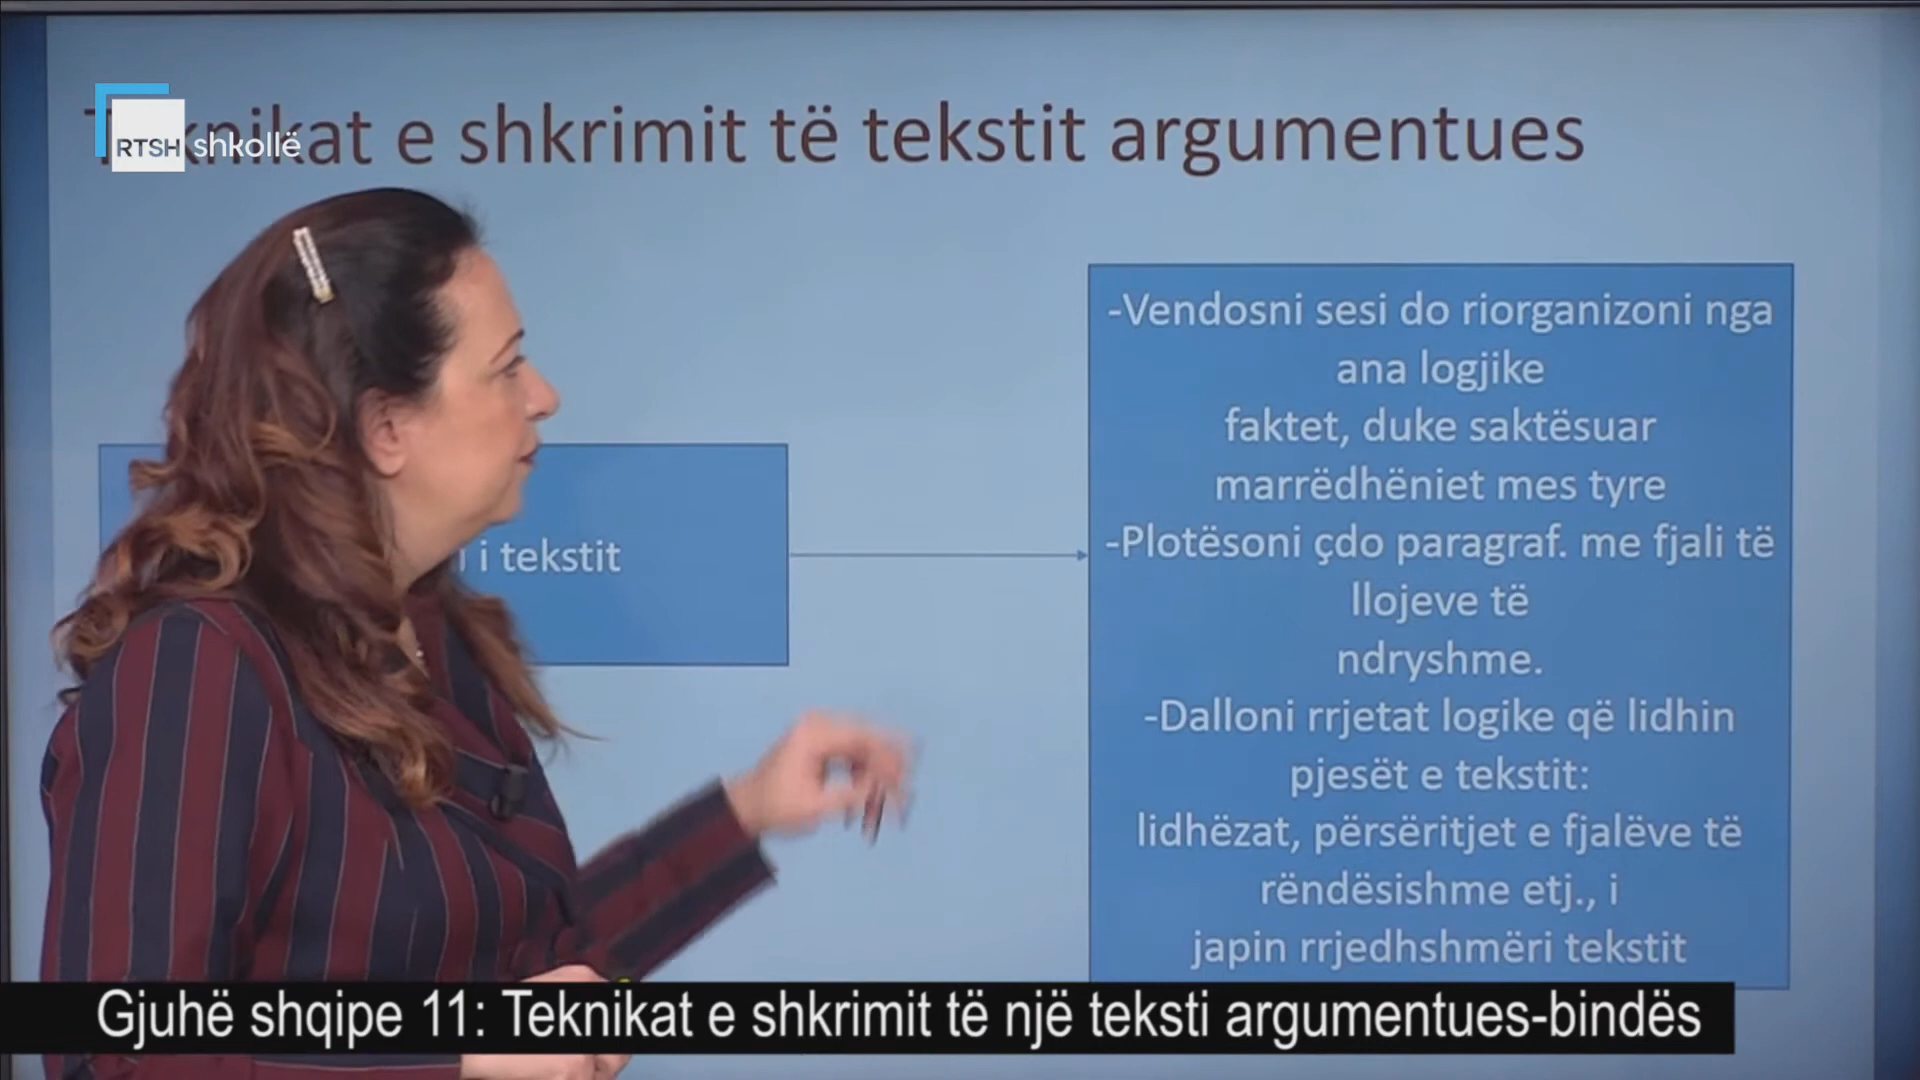 RTSH shkollë
e shkrimit të tekstit argumentues
i tekstit
-Vendosni sesi do riorganizoni nga
ana logjike
faktet, duke saktësuar
marrëdhëniet mes tyre
-Plotësoni çdo paragraf. me fjali të
llojeve të
ndryshme.
-Dalloni rrjetat logike që lidhin
pjesët e tekstit:
lidhëzat, përsëritjet e fjalëve të
rëndësishme etj., i
japin rrjedhshmëri tekstit
Gjuhë shqipe 11: Teknikat e shkrimit të një teksti argumentues-bindës